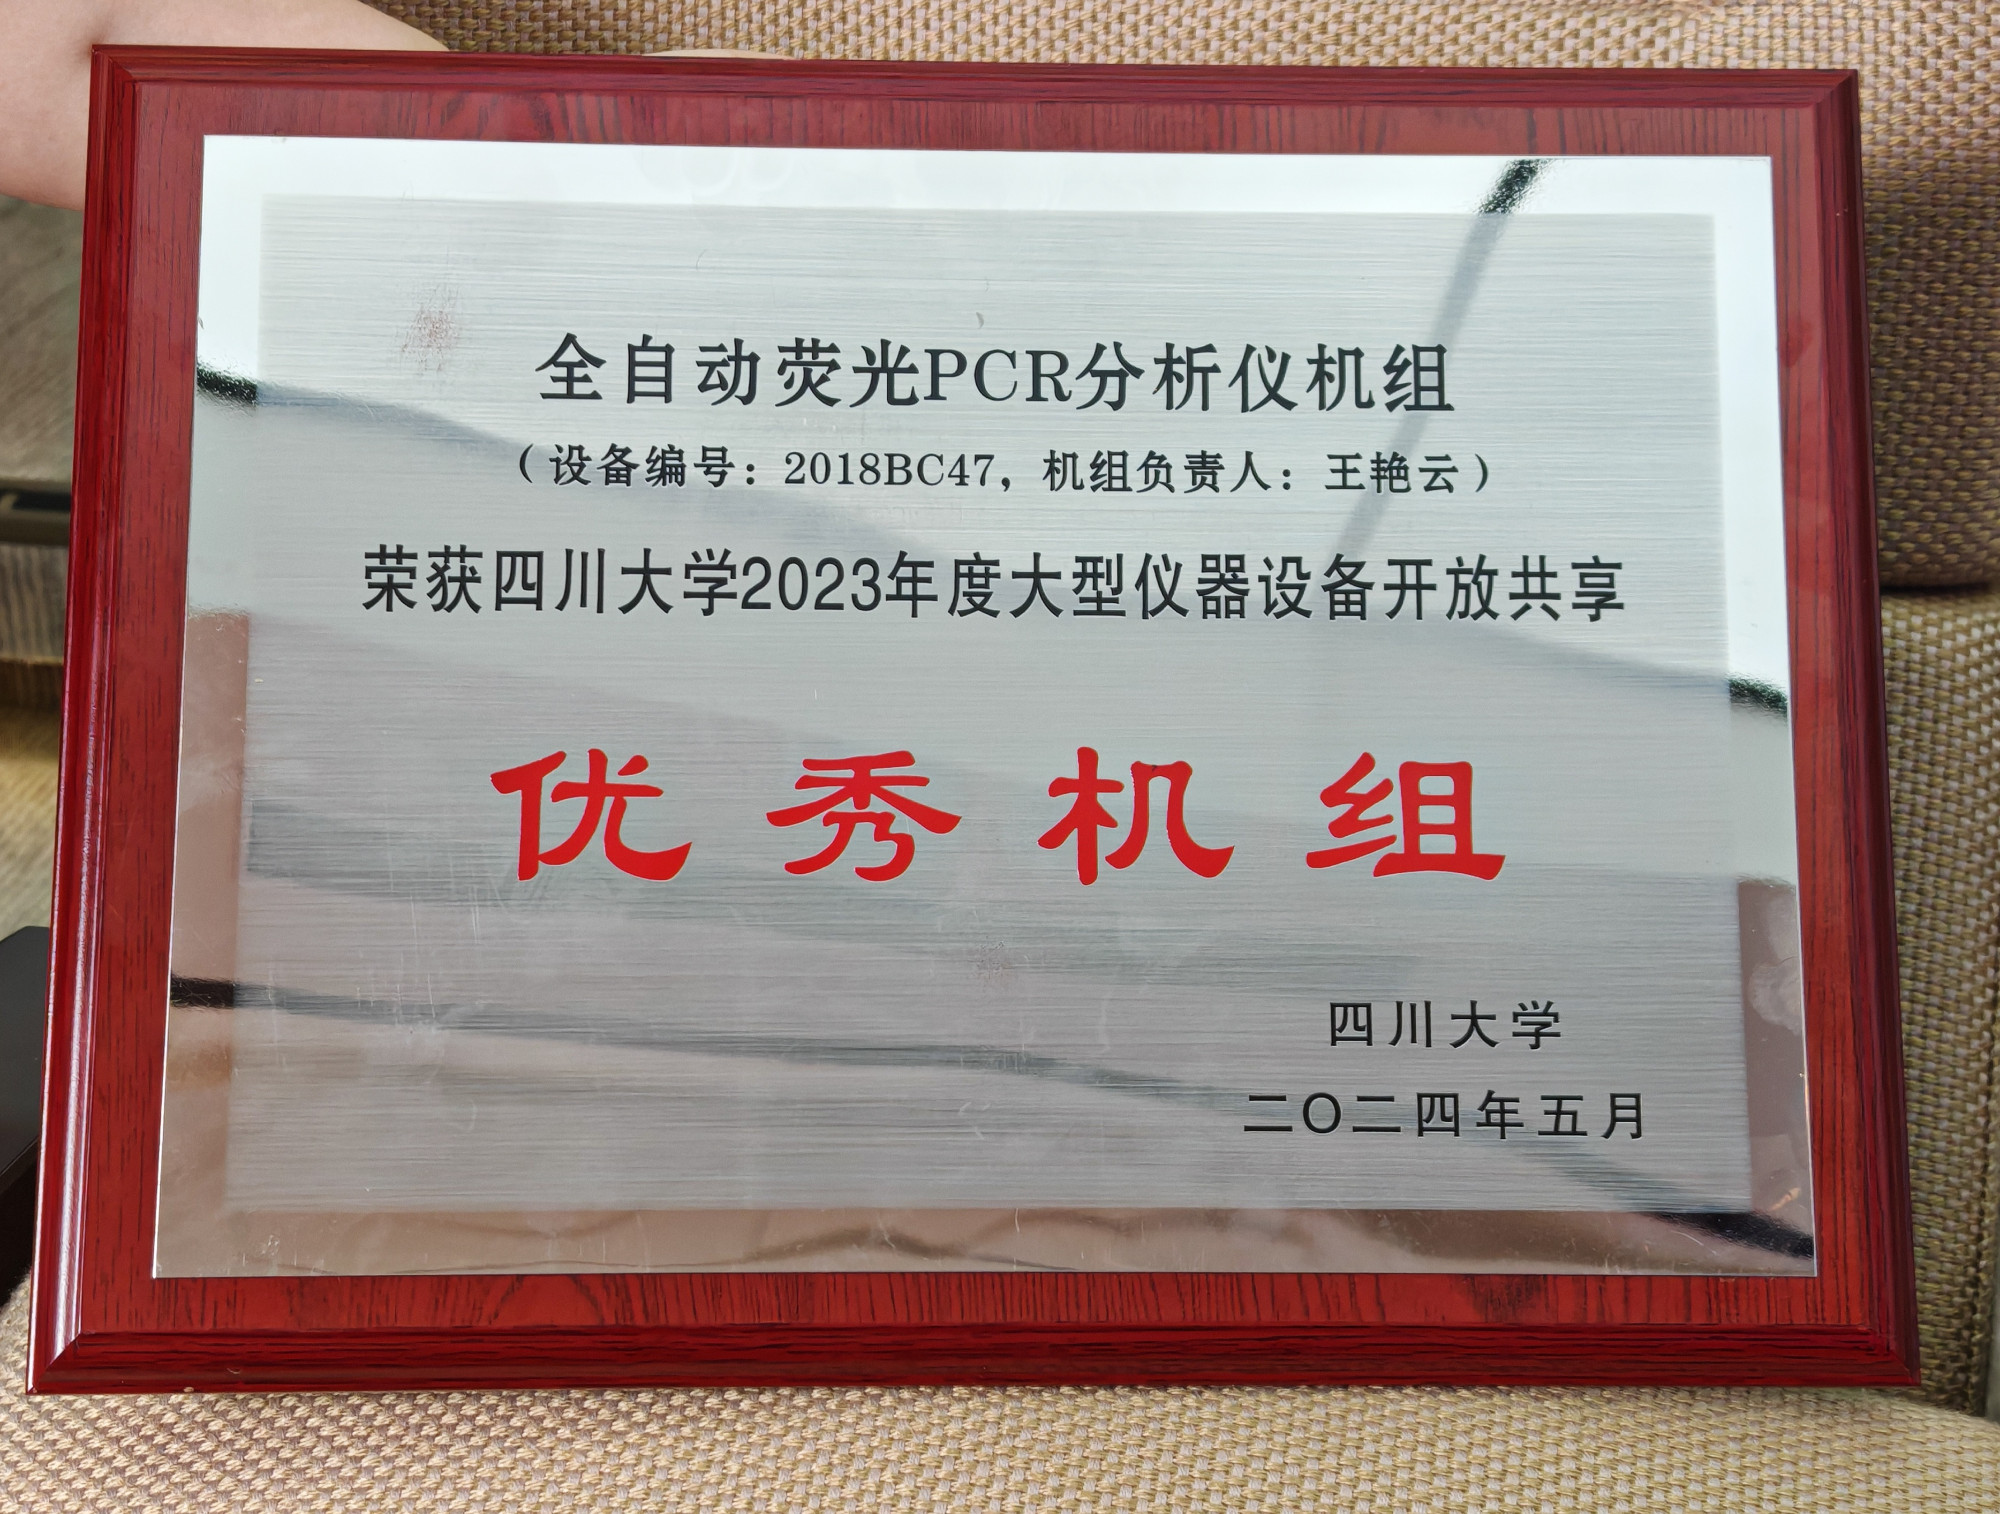 全自动荧光PCR分析仪机组
（设备编号：2018BC47，机组负责人：王艳云）
荣获四川大学2023年度大型仪器设备开放共享
优秀机组
四川大学
二〇二四年五月